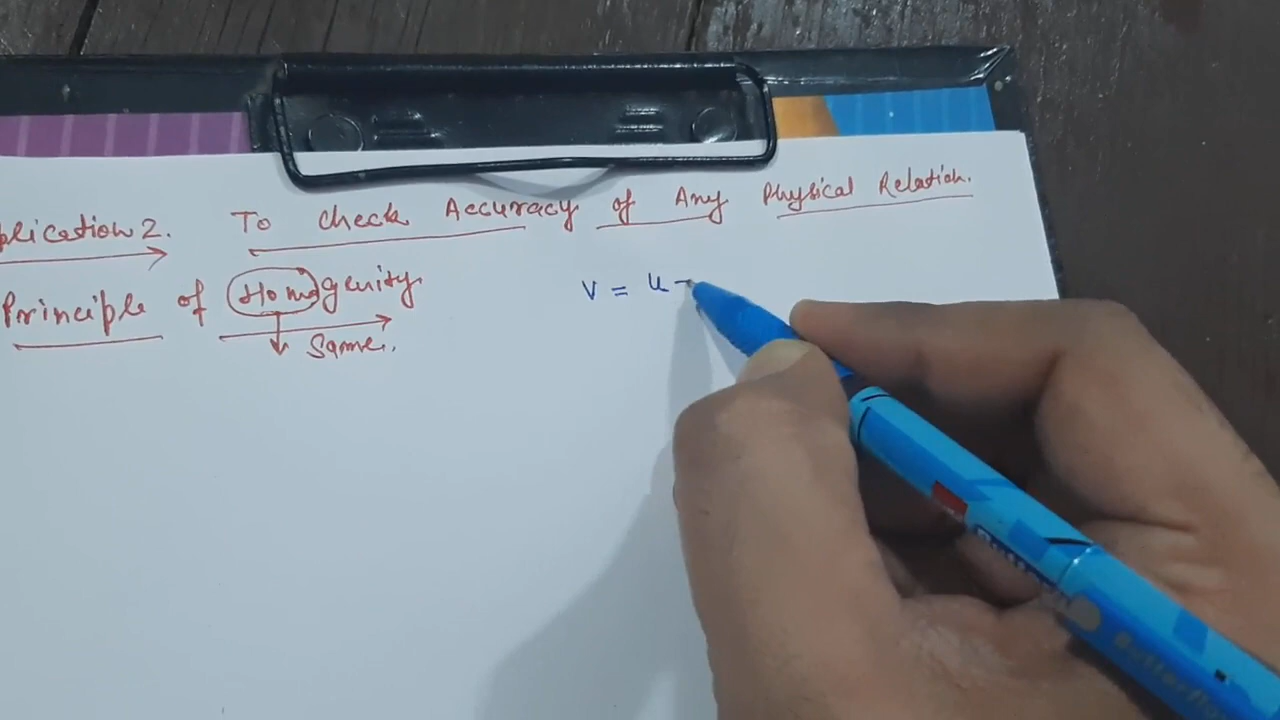 plication 2. To check Accuracy of Any Physical Relation.
Principle of Homogenity
Same.
V = u -